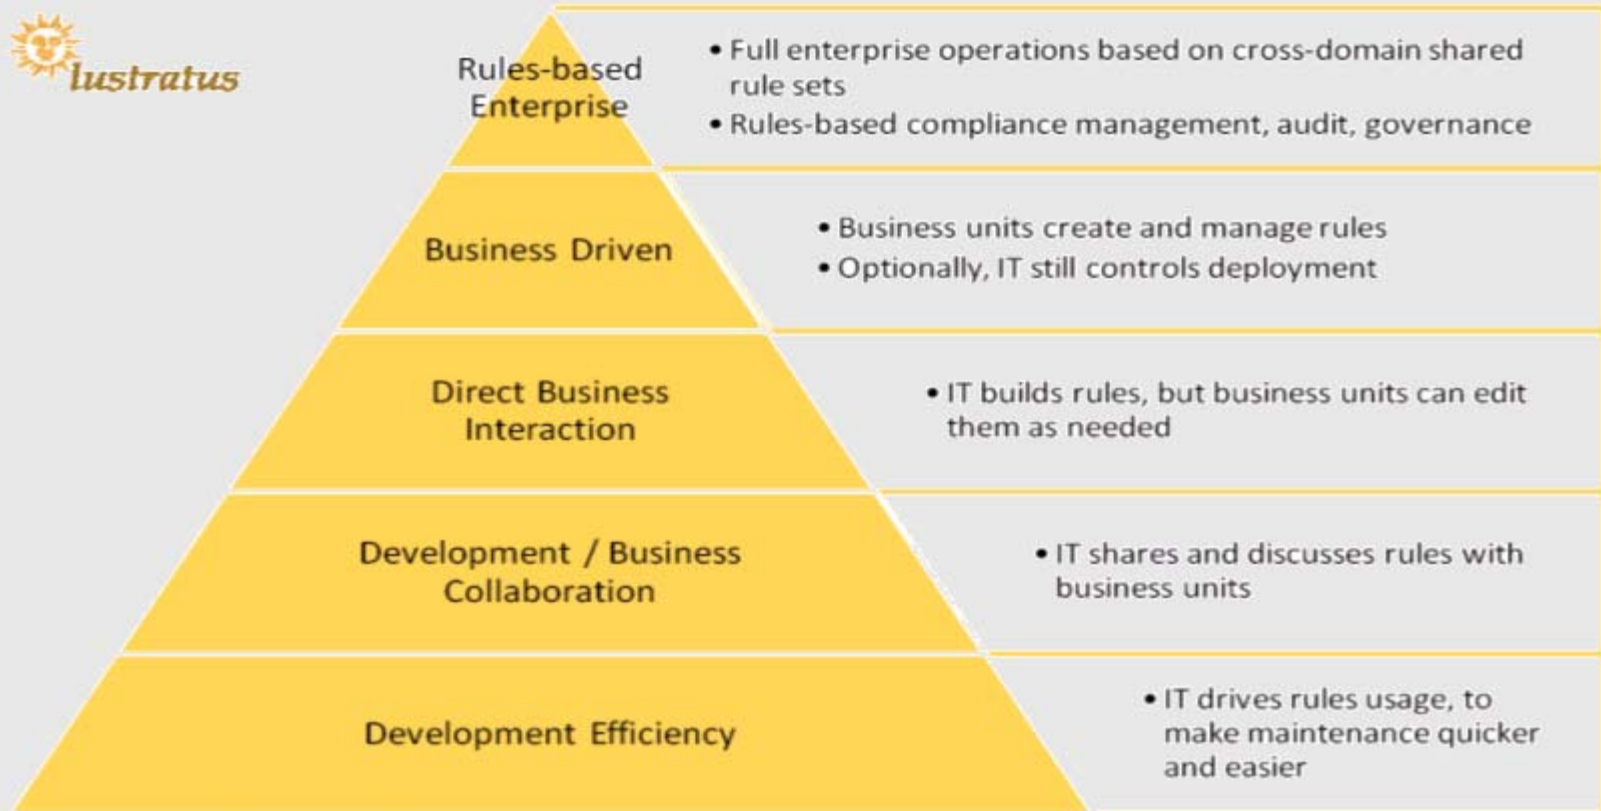 lustratus
Rules-based
Enterprise
• Full enterprise operations based on cross-domain shared
rule sets
• Rules-based compliance management, audit, governance
Business Driven
• Business units create and manage rules
• Optionally, IT still controls deployment
Direct Business
Interaction
• IT builds rules, but business units can edit
them as needed
Development / Business
Collaboration
• IT shares and discusses rules with
business units
Development Efficiency
• IT drives rules usage, to
make maintenance quicker
and easier